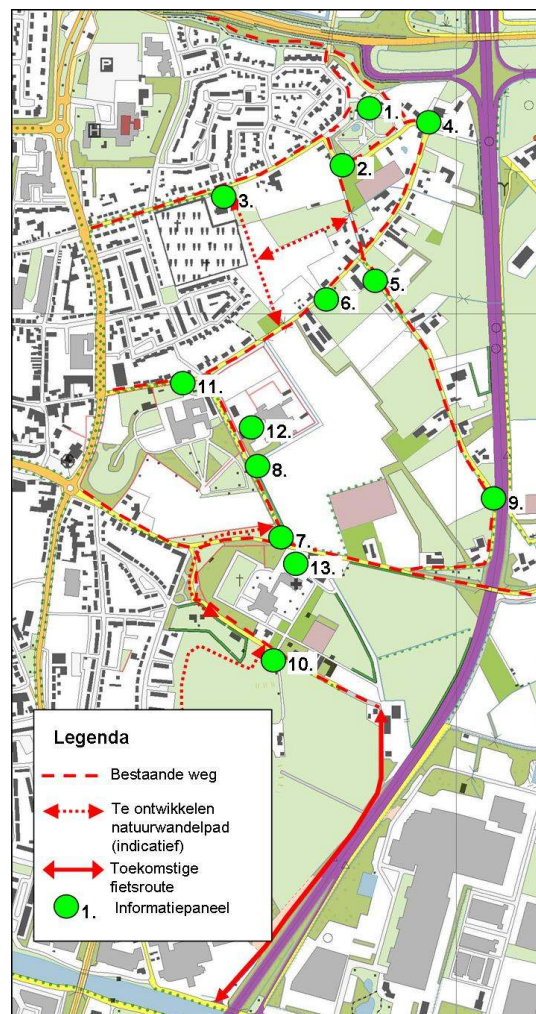 P
H
1.
4.
2.
3.
5.
6.
11.
12.
8.
9.
7.
13.
10.
Legenda
Bestaande weg
Te ontwikkelen
natuurwandelpad
(indicatief)
Toekomstige
fietsroute
1. Informatiepaneel